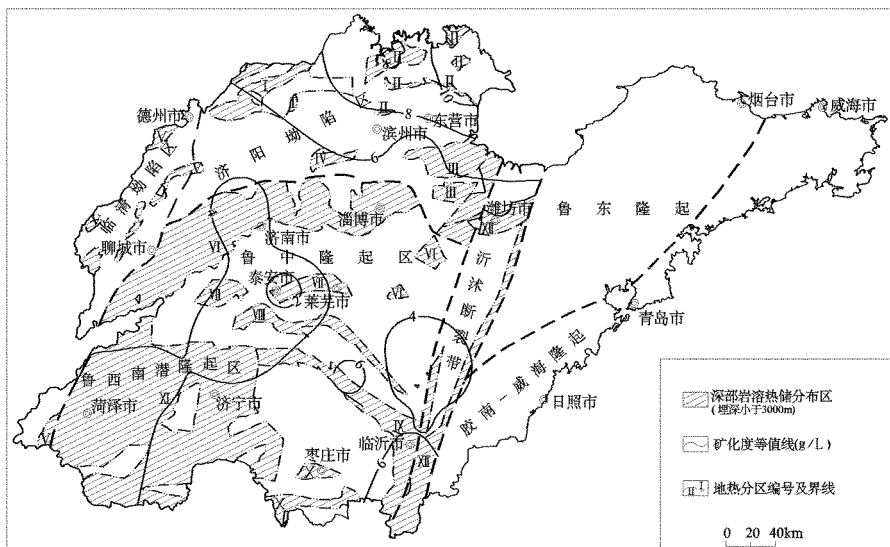 烟台市
威海市
德州市
8
东营市
滨州市
济阳坳陷
6
临清坳陷区
潍坊市
鲁东隆起
淄博市
济南市
聊城市
鲁中隆起区
沂沭断裂带
泰安市
莱芜市
青岛市
4
鲁西南潜隆起区
胶南-威海隆起
菏泽市
济宁市
日照市
临沂市
枣庄市
6
深部岩溶热储分布区
(埋深小于3000m)
矿化度等值线(g/L)
II I 地热分区编号及界线
0 20 40km